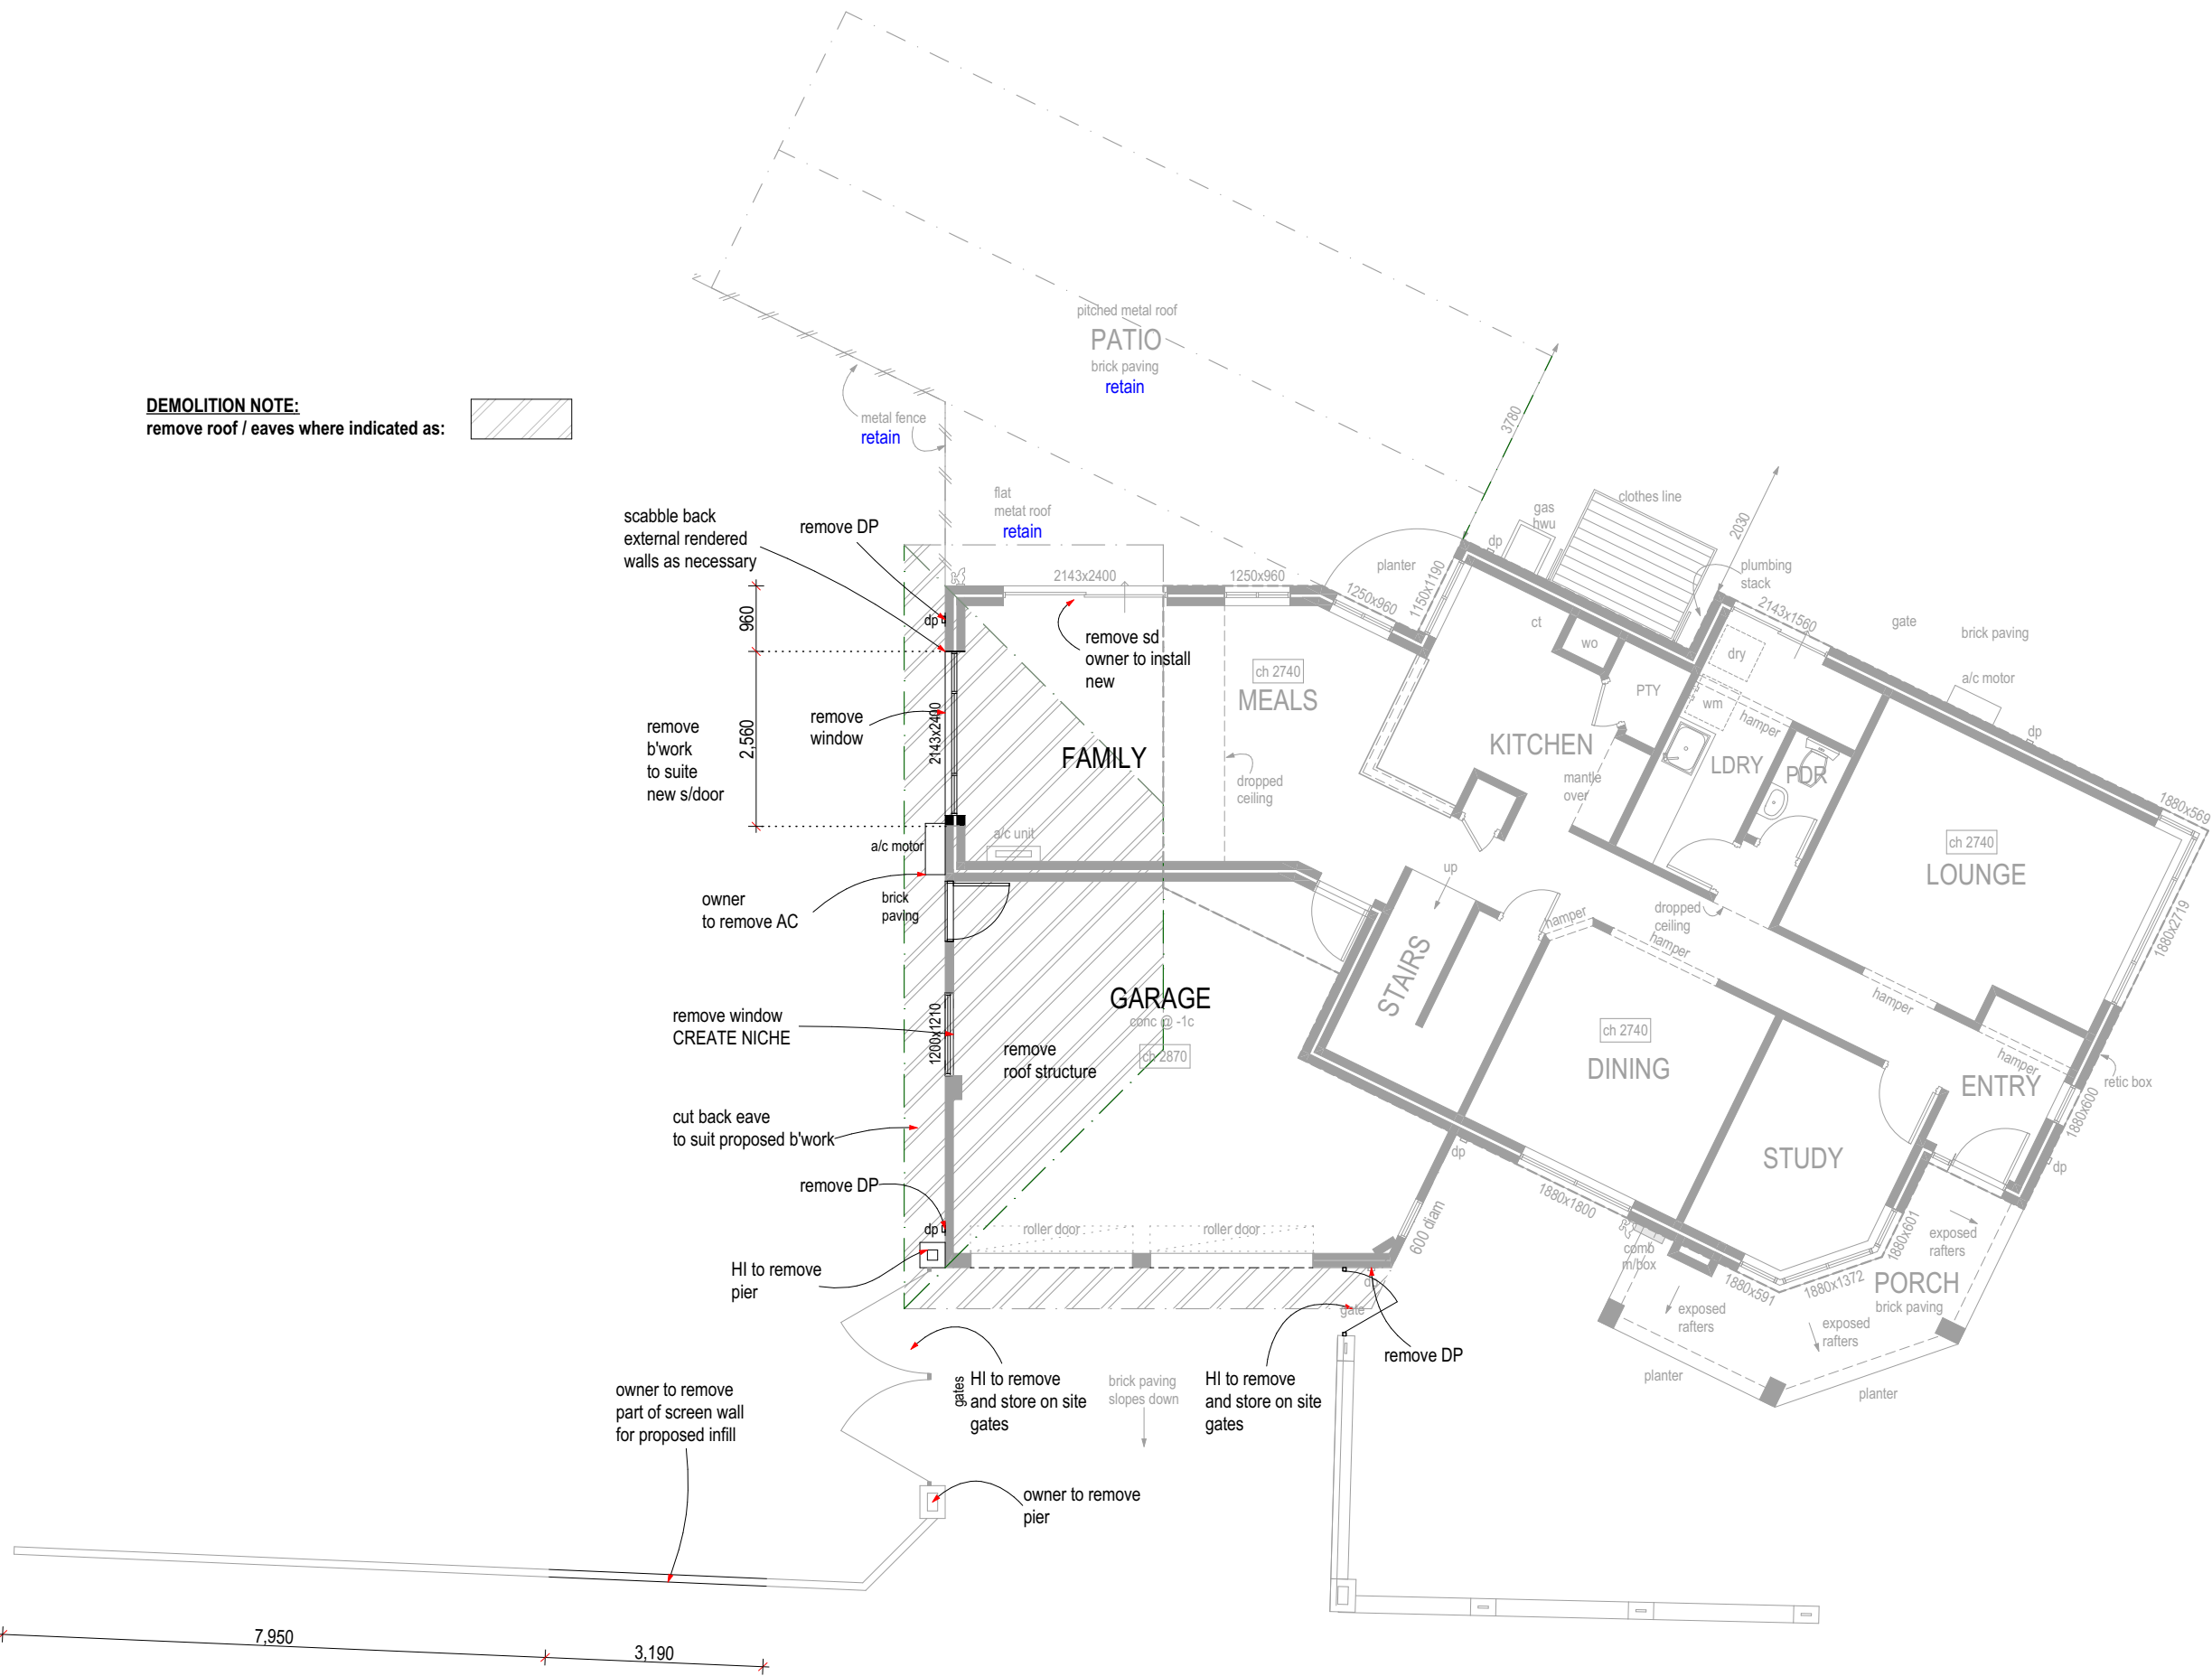 pitched metal roof
PATIO
brick paving
retain
DEMOLITION NOTE:
remove roof / eaves where indicated as:
metal fence
retain
3780
flat
metat roof
retain
scabble back
external rendered
walls as necessary
remove DP
gas
hwu
clothes line
2030
dp
plumbing
stack
planter
2143x2400
1250x960
1250x960
1150x1190
2143x1560
gate
brick paving
960
dp
remove sd
owner to install
new
ct
wo
dry
ch 2740
MEALS
PTY
wm
hamper
a/c motor
dp
remove
b'work
to suite
new s/door
2,560
remove
window
2143x2400
FAMILY
KITCHEN
LDRY
PDR
mantle
over
dropped
ceiling
1880x569
a/c motor
a/c unit
ch 2740
LOUNGE
up
owner
to remove AC
brick
paving
dropped
ceiling
hamper
hamper
1880x2719
STAIRS
hamper
GARAGE
conc @ -1c
ch 2870
remove window
CREATE NICHE
1200x1210
remove
roof structure
ch 2740
DINING
hamper
ENTRY
retic box
1880x600
cut back eave
to suit proposed b'work
dp
STUDY
dp
remove DP
dp
roller door
roller door
600 diam
1880x1800
1880x601
exposed
rafters
comb
m/box
HI to remove
pier
1880x591
1880x1372
PORCH
brick paving
gate
exposed
rafters
exposed
rafters
remove DP
gates
HI to remove
and store on site
gates
brick paving
slopes down
HI to remove
and store on site
gates
planter
planter
owner to remove
part of screen wall
for proposed infill
owner to remove
pier
7,950
3,190